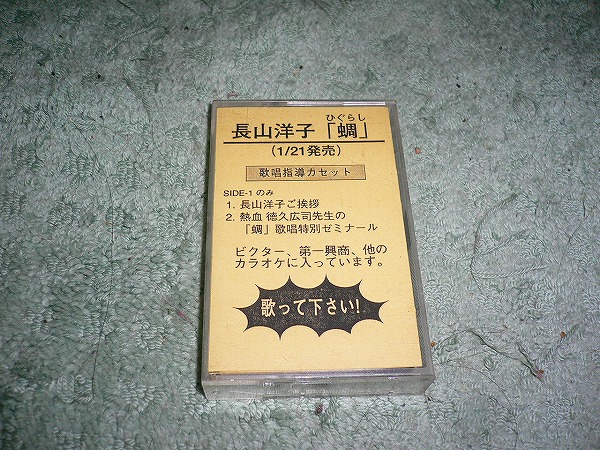 ひぐらし
長山洋子「蜩」
(1/21発売)
歌唱指導カセット
SIDE-1 のみ
1. 長山洋子ご挨拶
2. 熱血 徳久広司先生の
「蜩」歌唱特別ゼミナール
ビクター、第一興商、他の
カラオケに入っています。
歌って下さい!